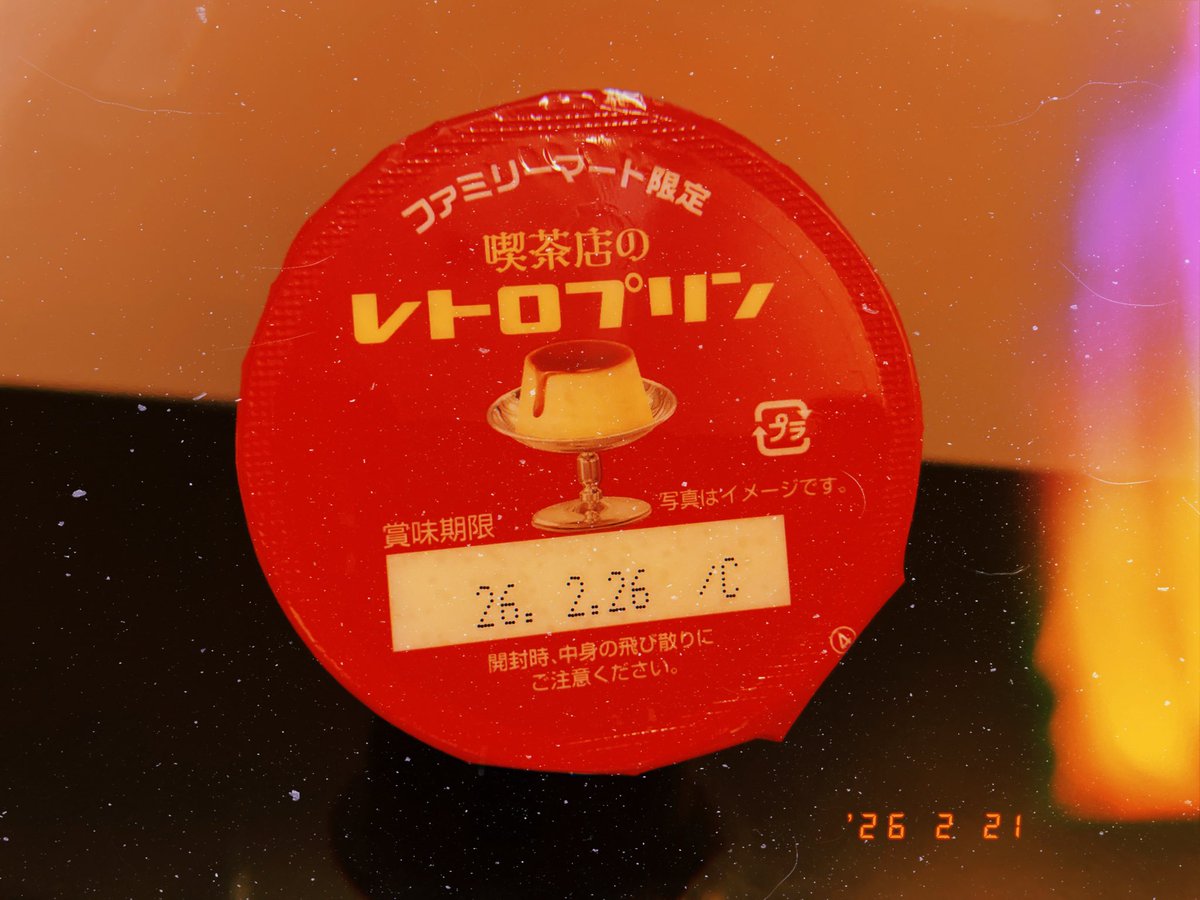 ファミリーマート限定
喫茶店の
レトロプリン
プラ
写真はイメージです。
賞味期限
26. 2.26 /C
開封時、中身の飛び散りに
ご注意ください。
④
'26 2 21